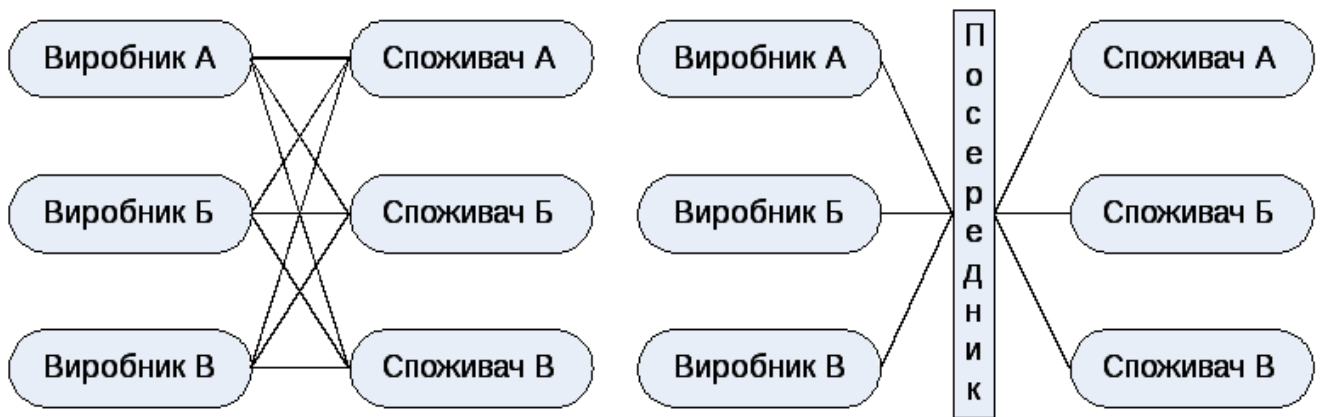 Виробник А Споживач А Виробник А Посередник Споживач А
Виробник Б Споживач Б Виробник Б Споживач Б
Виробник В Споживач В Виробник В Споживач В